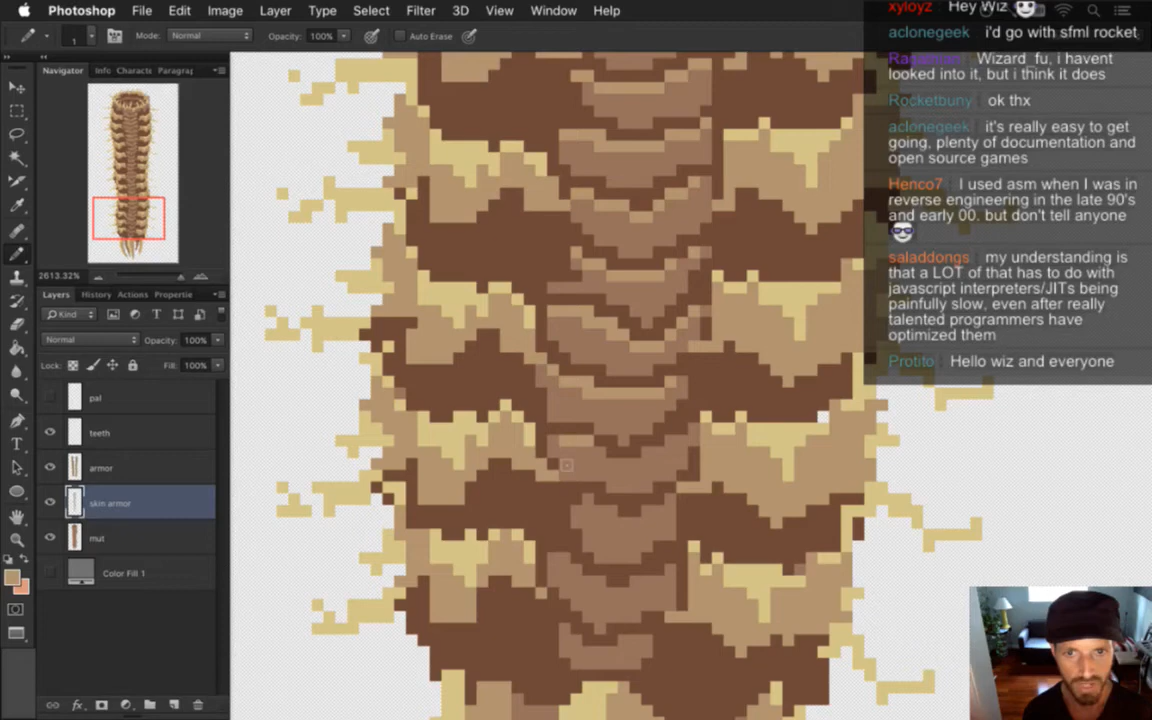 Photoshop File Edit Image Layer Type Select Filter 3D View Window Help
1 Mode: Normal Opacity: 100% Auto Erase
Navigator Info Characte Paragraj
2613.32%
Layers History Actions Propertie
Kind
Normal Opacity: 100%
Lock: Fill: 100%
pal
teeth
armor
skin armor
mut
Color Fill 1
fx
xyloyz Hey Wiz
aclonegeek i'd go with sfml rocket
Wizard_fu, i havent
looked into it, but i think it does
Rocketbuny ok thx
aclonegeek it's really easy to get
going, plenty of documentation and
open source games
Henco7 I used asm when I was in
reverse engineering in the late 90's
and early 00. but don't tell anyone
saladdongs my understanding is
that a LOT of that has to do with
javascript interpreters/JITs being
painfully slow, even after really
talented programmers have
optimized them
Protito Hello wiz and everyone